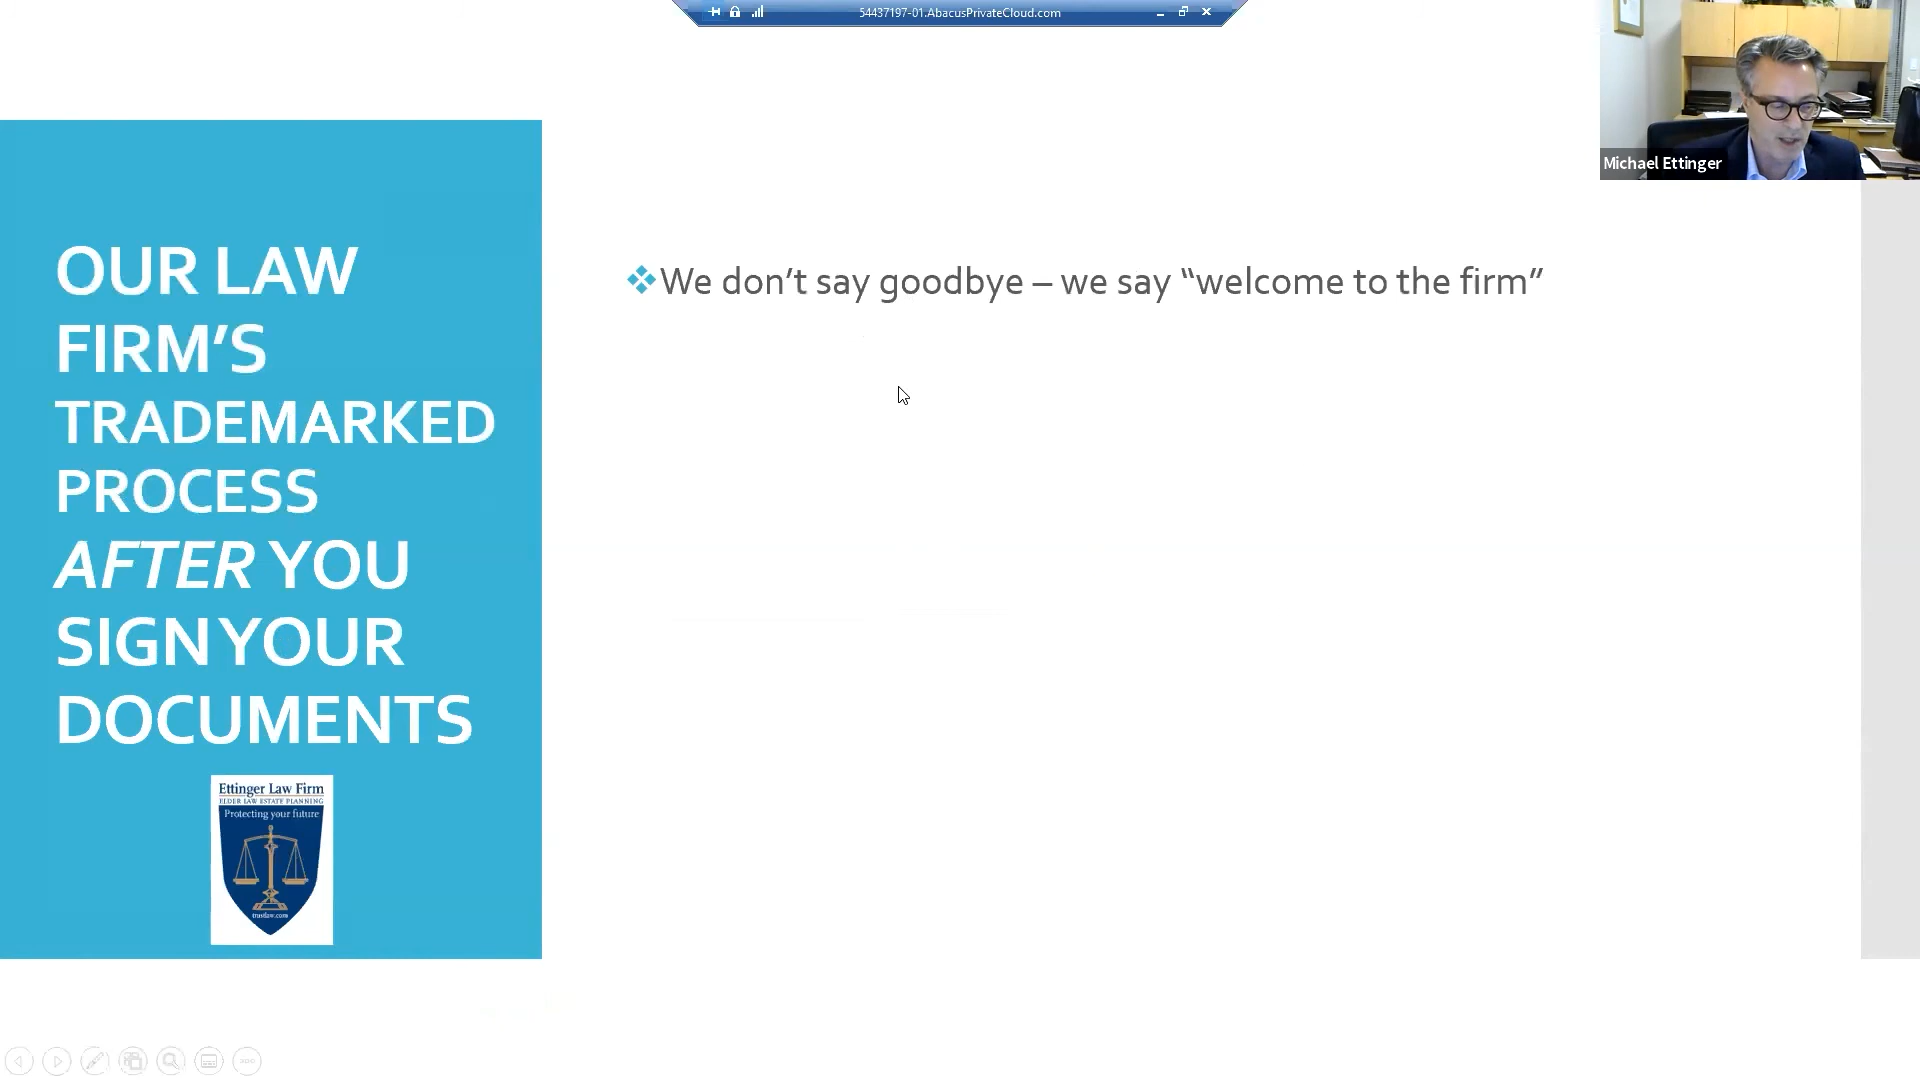 54437197-01.AbacusPrivateCloud.com
Michael Ettinger
OUR LAW
FIRM’S
TRADEMARKED
PROCESS
AFTER YOU
SIGN YOUR
DOCUMENTS
Ettinger Law Firm
ELDER LAW ESTATE PLANNING
Protecting your future
trustlaw.com
❖We don’t say goodbye – we say “welcome to the firm”